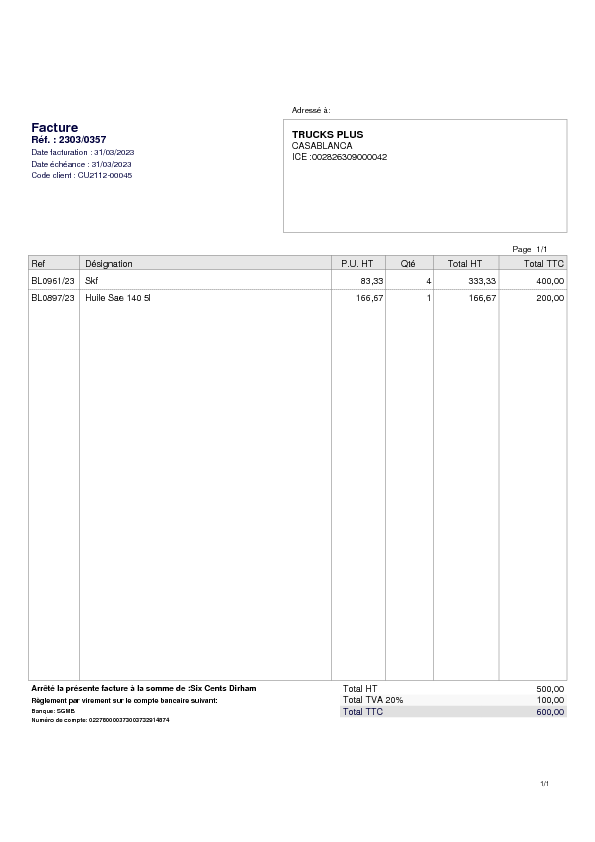 Adressé à:
Facture
Réf. : 2303/0357
Date facturation : 31/03/2023
Date échéance : 31/03/2023
Code client : CU2112-00045
TRUCKS PLUS
CASABLANCA
ICE :002826309000042
Page 1/1
Ref Désignation P.U. HT Qté Total HT Total TTC
BL0961/23 Skf 83,33 4 333,33 400,00
BL0897/23 Huile Sae 140 5l 166,67 1 166,67 200,00
Arrêté la présente facture à la somme de :Six Cents Dirham
Règlement par virement sur le compte bancaire suivant:
Banque: SGMB
Numéro de compte:
Total HT 500,00
Total TVA 20% 100,00
Total TTC 600,00
1/1